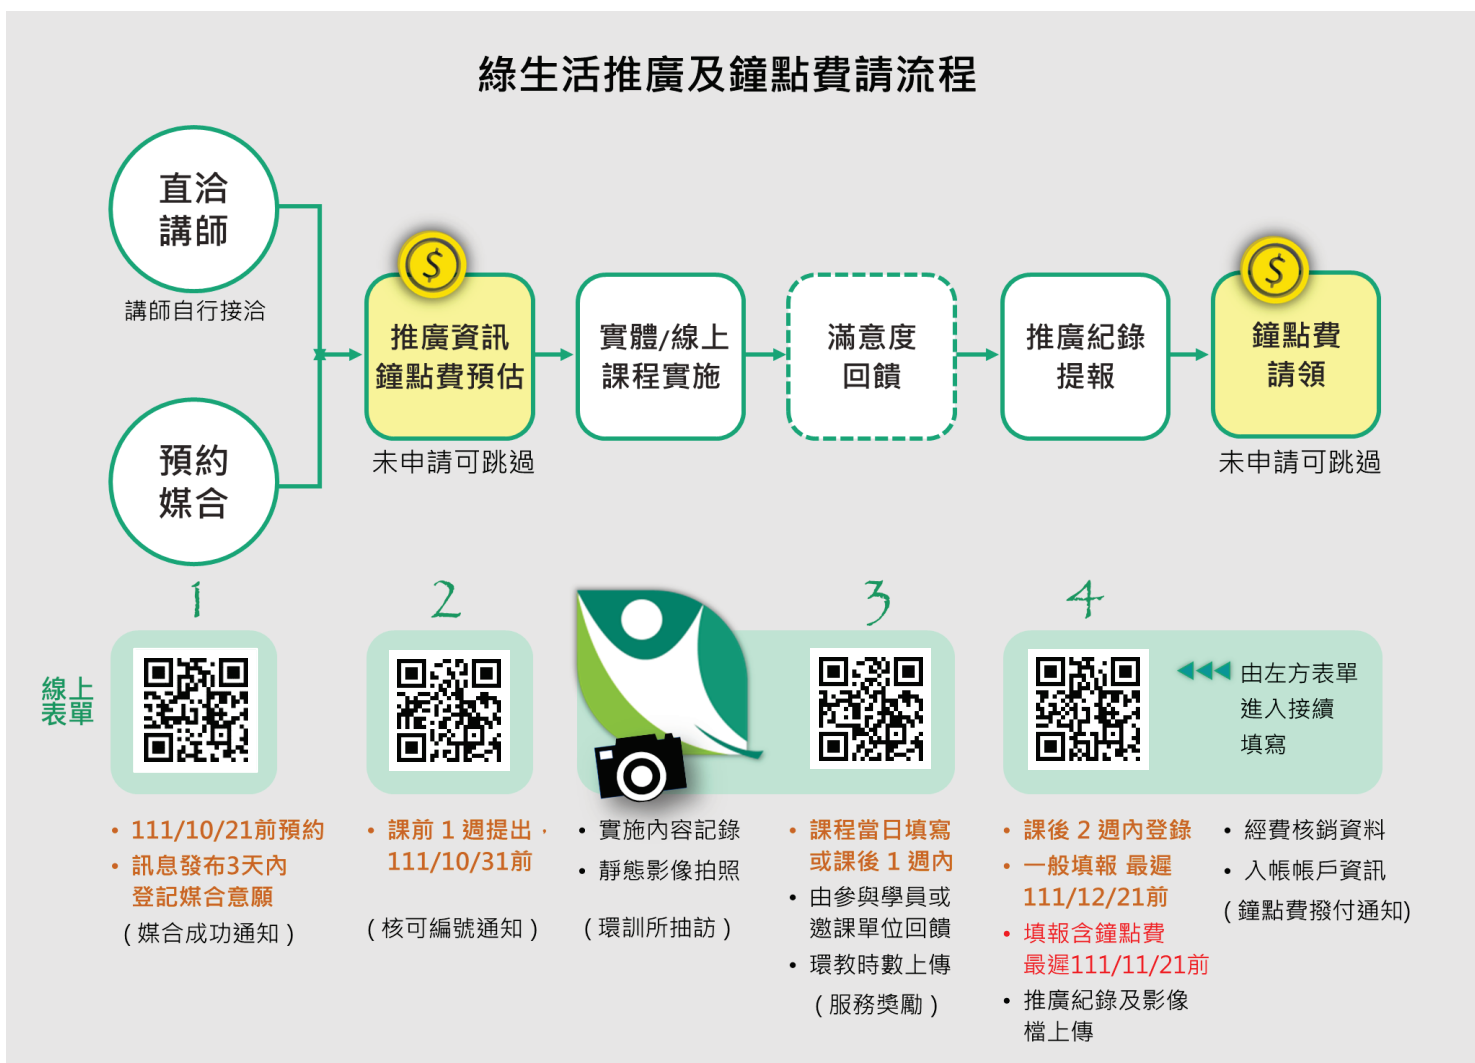 綠生活推廣及鐘點費請流程
直洽
講師
講師自行接洽
預約
媒合
$
推廣資訊
鐘點費預估
未申請可跳過
實體/線上
課程實施
滿意度
回饋
推廣紀錄
提報
$
鐘點費
請領
未申請可跳過
線上
表單
1
2
3
4
由左方表單
進入接續
填寫
• 111/10/21前預約
• 訊息發布3天內
登記媒合意願
(媒合成功通知)
• 課前 1 週提出，
111/10/31前
(核可編號通知)
• 實施內容記錄
• 靜態影像拍照
(環訓所抽訪)
• 課程當日填寫
或課後 1 週內
• 由參與學員或
邀課單位回饋
• 環教時數上傳
(服務獎勵)
• 課後 2 週內登錄
• 一般填報 最遲
111/12/21前
• 填報含鐘點費
最遲111/11/21前
• 推廣紀錄及影像
檔上傳
• 經費核銷資料
• 入帳帳戶資訊
(鐘點費撥付通知)